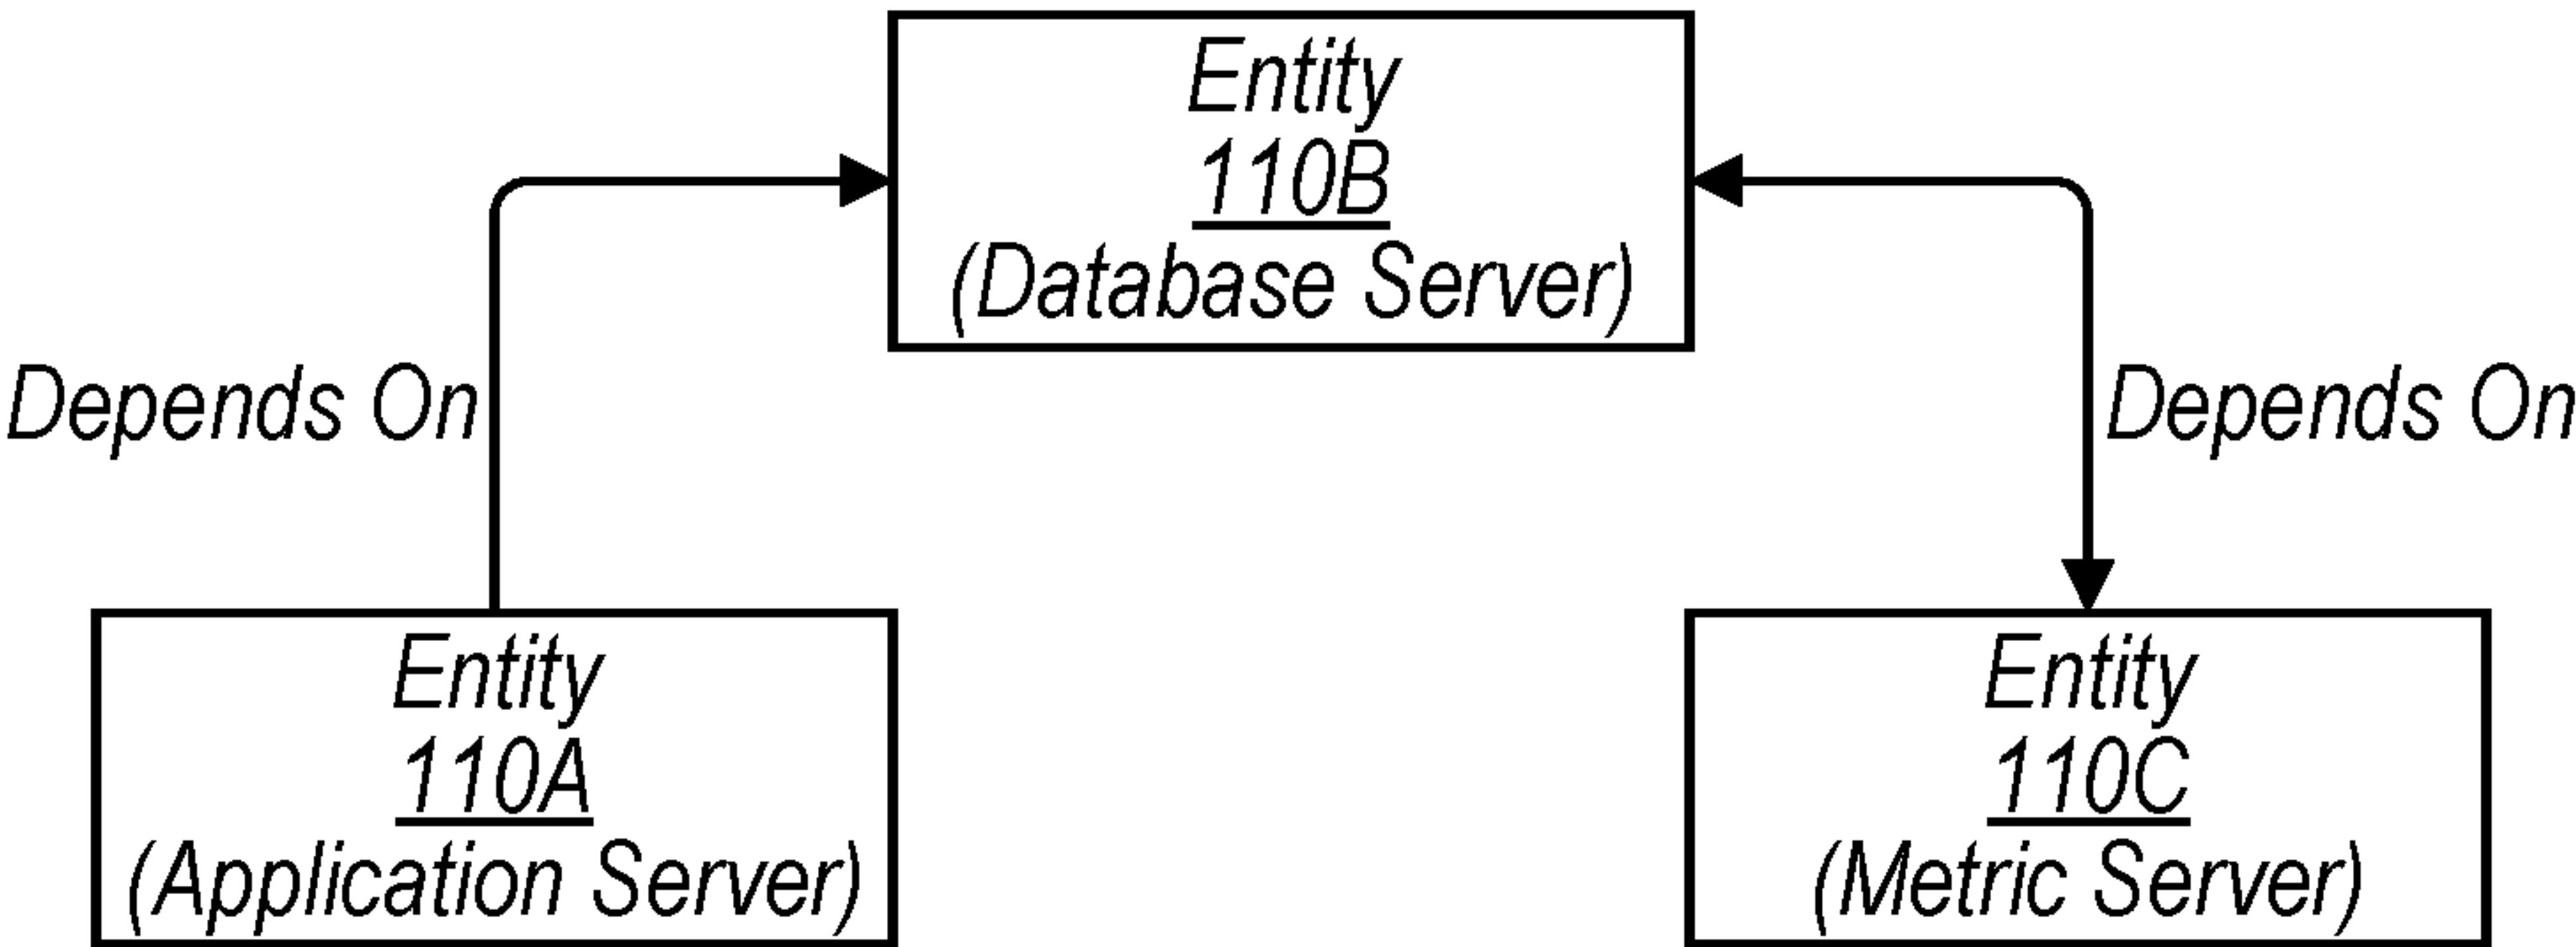 Entity
110B
(Database Server)
Depends On
Depends On
Entity
110A
(Application Server)
Entity
110C
(Metric Server)